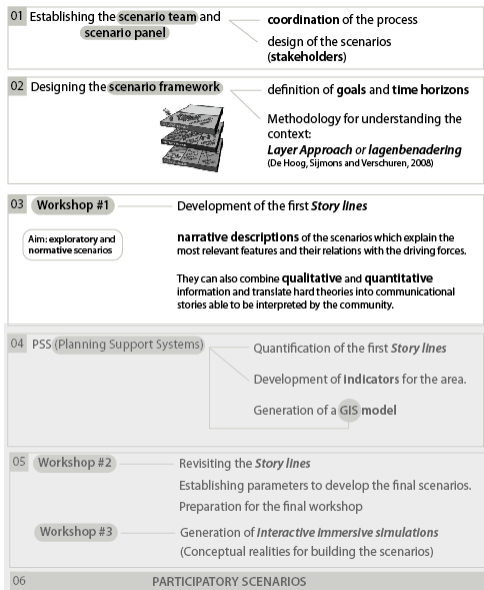 01 Establishing the scenario team and
scenario panel
coordination of the process
design of the scenarios
(stakeholders)
02 Designing the scenario framework
definition of goals and time horizons
Methodology for understanding the
context:
Layer Approach or lagenbenadering
(De Hoog, Sijmons and Verschuren, 2008)
03 Workshop #1
Aim: exploratory and
normative scenarios
Development of the first Story lines
narrative descriptions of the scenarios which explain the
most relevant features and their relations with the driving forces.
They can also combine qualitative and quantitative
information and translate hard theories into communicational
stories able to be interpreted by the community.
04 PSS (Planning Support Systems)
Quantification of the first Story lines
Development of indicators for the area.
Generation of a GIS model
05 Workshop #2
Revisiting the Story lines
Establishing parameters to develop the final scenarios.
Preparation for the final workshop
Workshop #3
Generation of Interactive Immersive simulations
(Conceptual realities for building the scenarios)
06 PARTICIPATORY SCENARIOS